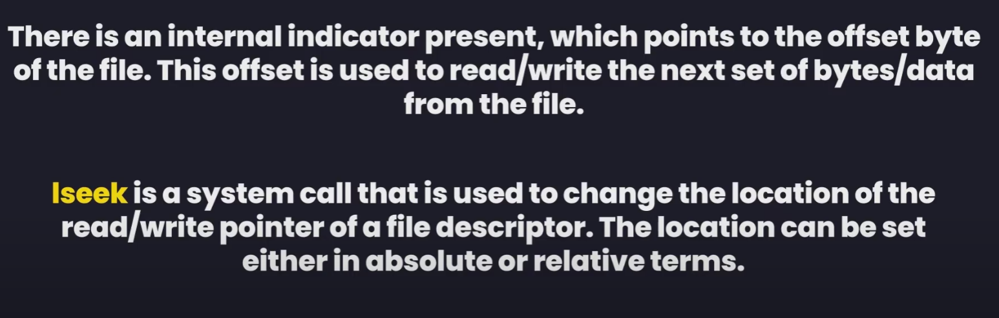 There is an internal indicator present, which points to the offset byte
of the file. This offset is used to read/write the next set of bytes/data
from the file.
lseek is a system call that is used to change the location of the
read/write pointer of a file descriptor. The location can be set
either in absolute or relative terms.